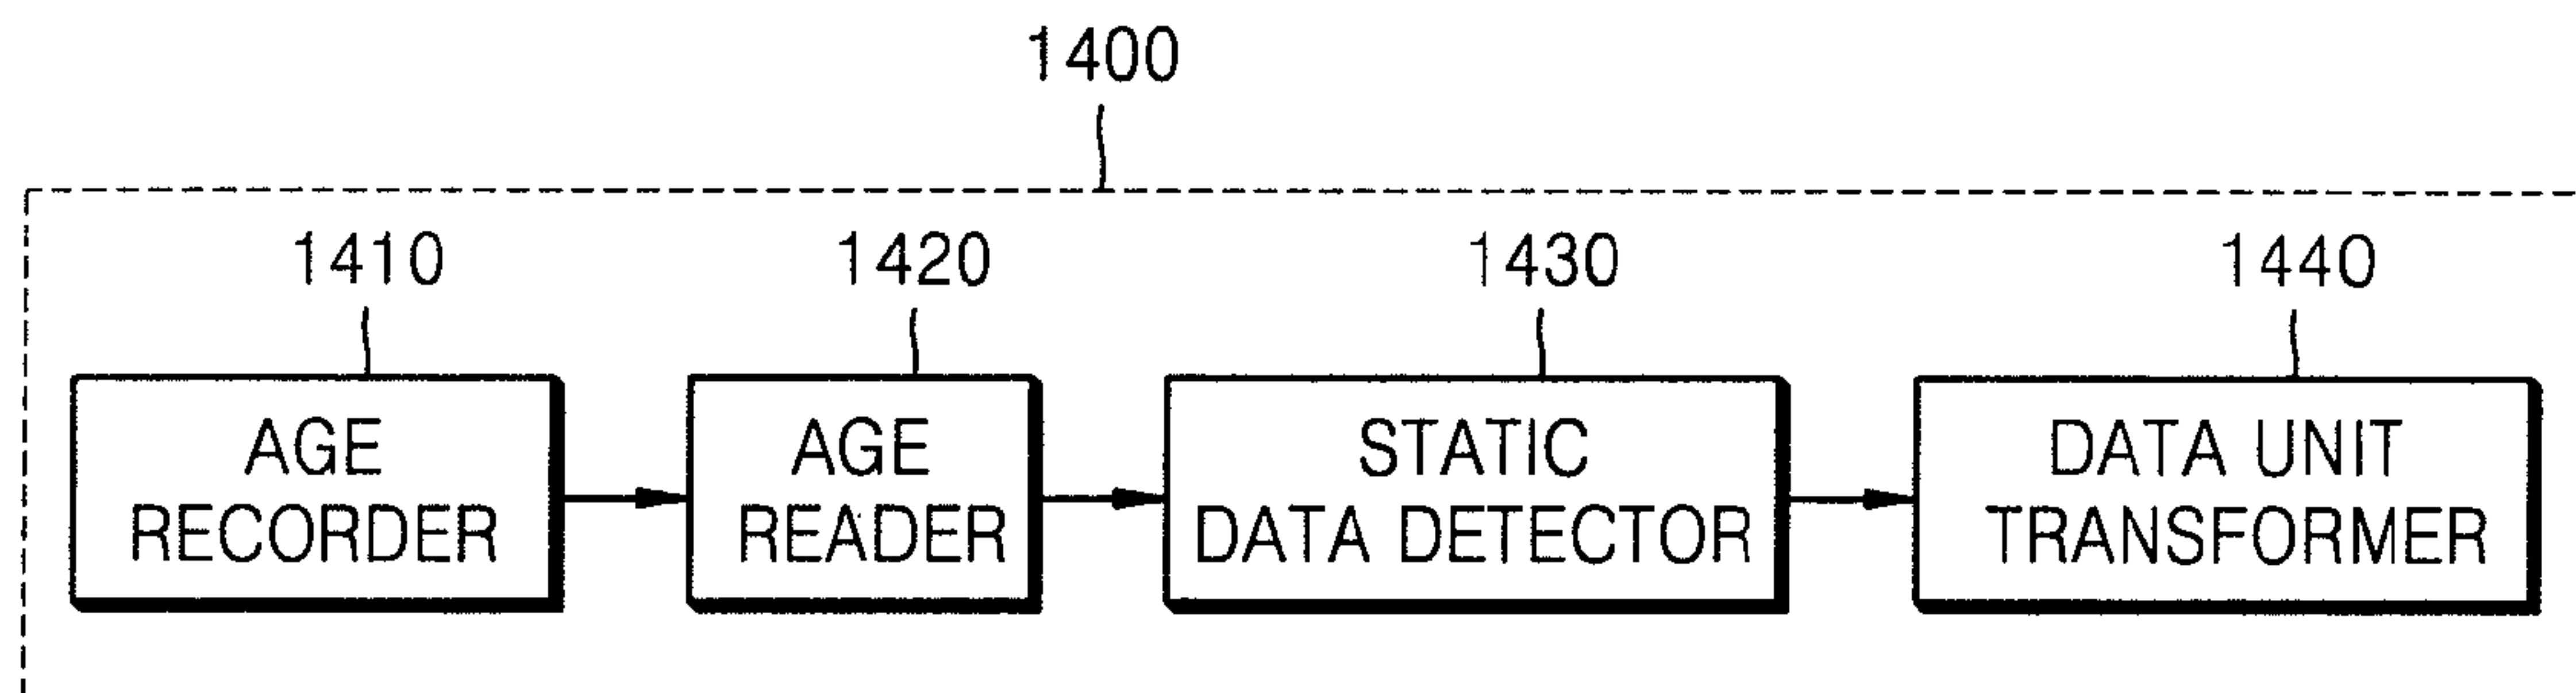 1400
1410
1420
1430
1440
AGE
RECORDER
AGE
READER
STATIC
DATA DETECTOR
DATA UNIT
TRANSFORMER